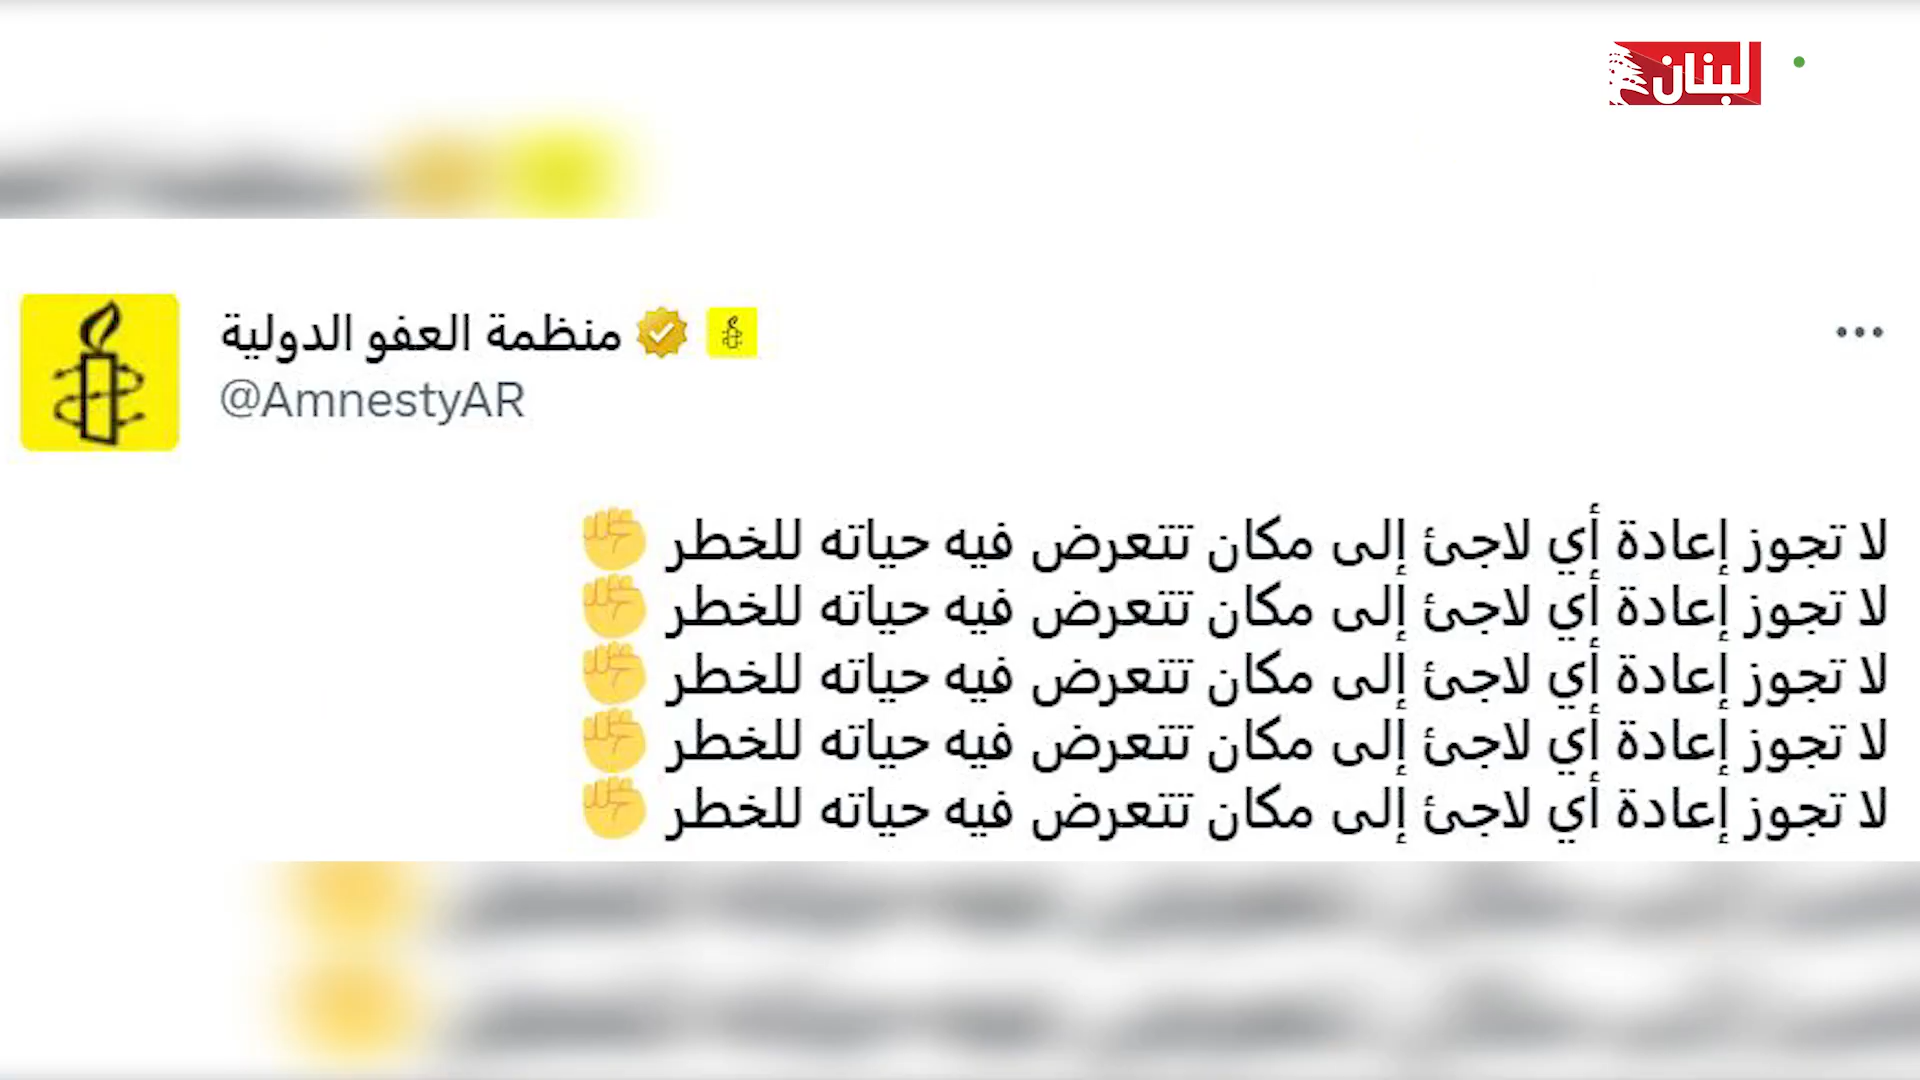 لبنان
منظمة العفو الدولية
@AmnestyAR
لا تجوز إعادة أي لاجئ إلى مكان تتعرض فيه حياته للخطر ✊
لا تجوز إعادة أي لاجئ إلى مكان تتعرض فيه حياته للخطر ✊
لا تجوز إعادة أي لاجئ إلى مكان تتعرض فيه حياته للخطر ✊
لا تجوز إعادة أي لاجئ إلى مكان تتعرض فيه حياته للخطر ✊
لا تجوز إعادة أي لاجئ إلى مكان تتعرض فيه حياته للخطر ✊